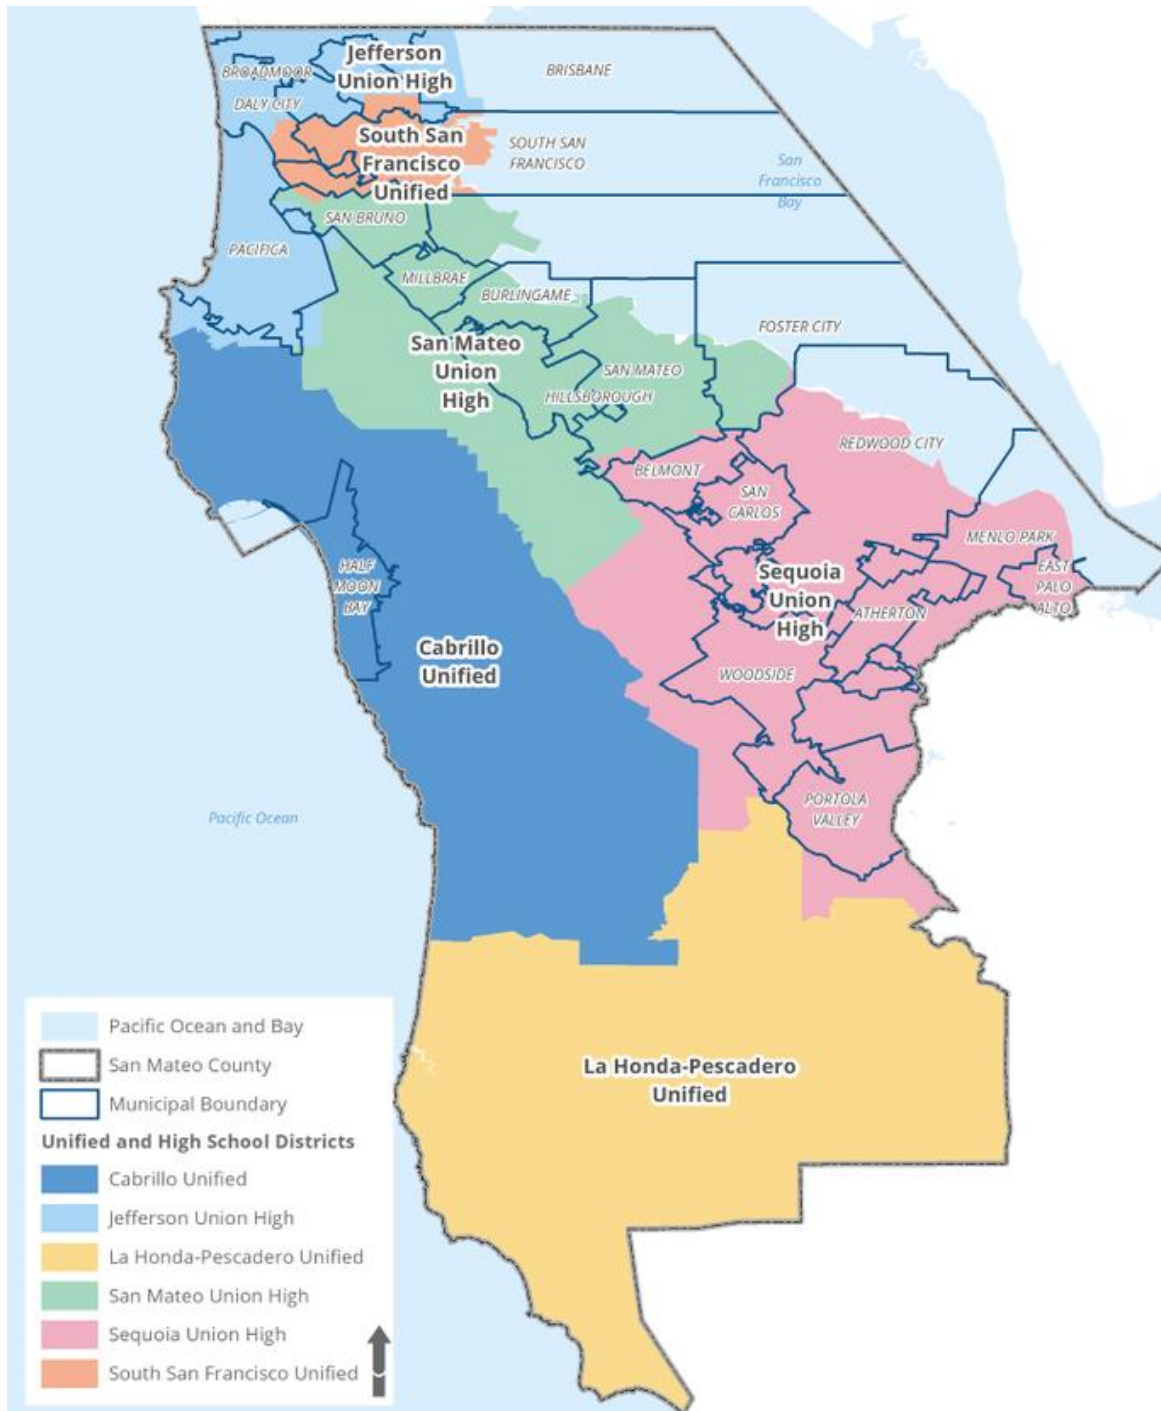 Jefferson
Union High
BROADMOOR
BRISBANE
DALY CITY
South San
Francisco
Unified
SOUTH SAN
FRANCISCO
San
Francisco
Bay
SAN BRUNO
PACIFICA
MILLBRAE
BURLINGAME
FOSTER CITY
San Mateo
Union
High
SAN MATEO
HILLSBOROUGH
REDWOOD CITY
BELMONT
SAN
CARLOS
MENLO PARK
HALF
MOON
BAY
EAST
PALO
ALTO
Sequoia
Union
High
ATHERTON
Cabrillo
Unified
WOODSIDE
PORTOLA
VALLEY
Pacific Ocean
La Honda-Pescadero
Unified
Pacific Ocean and Bay
San Mateo County
Municipal Boundary
Unified and High School Districts
Cabrillo Unified
Jefferson Union High
La Honda-Pescadero Unified
San Mateo Union High
Sequoia Union High
South San Francisco Unified